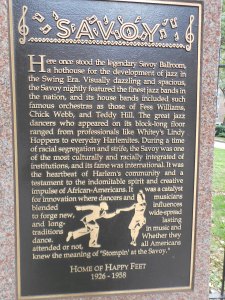 SAVOY
Here once stood the legendary Savoy Ballroom,
a hothouse for the development of jazz in
the Swing Era. Visually dazzling and spacious,
the Savoy nightly featured the finest jazz bands in
the nation, and its house bands included such
famous orchestras as those of Fess Williams,
Chick Webb, and Teddy Hill. The great jazz
dancers who appeared on its block-long floor
ranged from professionals like Whitey's Lindy
Hoppers to everyday Harlemites. During a time
of racial segregation and strife, the Savoy was one
of the most culturally and racially integrated of
institutions, and its fame was international. It was
the heartbeat of Harlem's community and a
testament to the indomitable spirit and creative
impulse of African-Americans. It was a catalyst
for innovation where dancers and musicians
blended influences
to forge new, wide-spread
and long- lasting
traditions in music and
dance. Whether they
attended or not, all Americans
knew the meaning of "Stompin' at the Savoy."
HOME OF HAPPY FEET
1926 - 1958